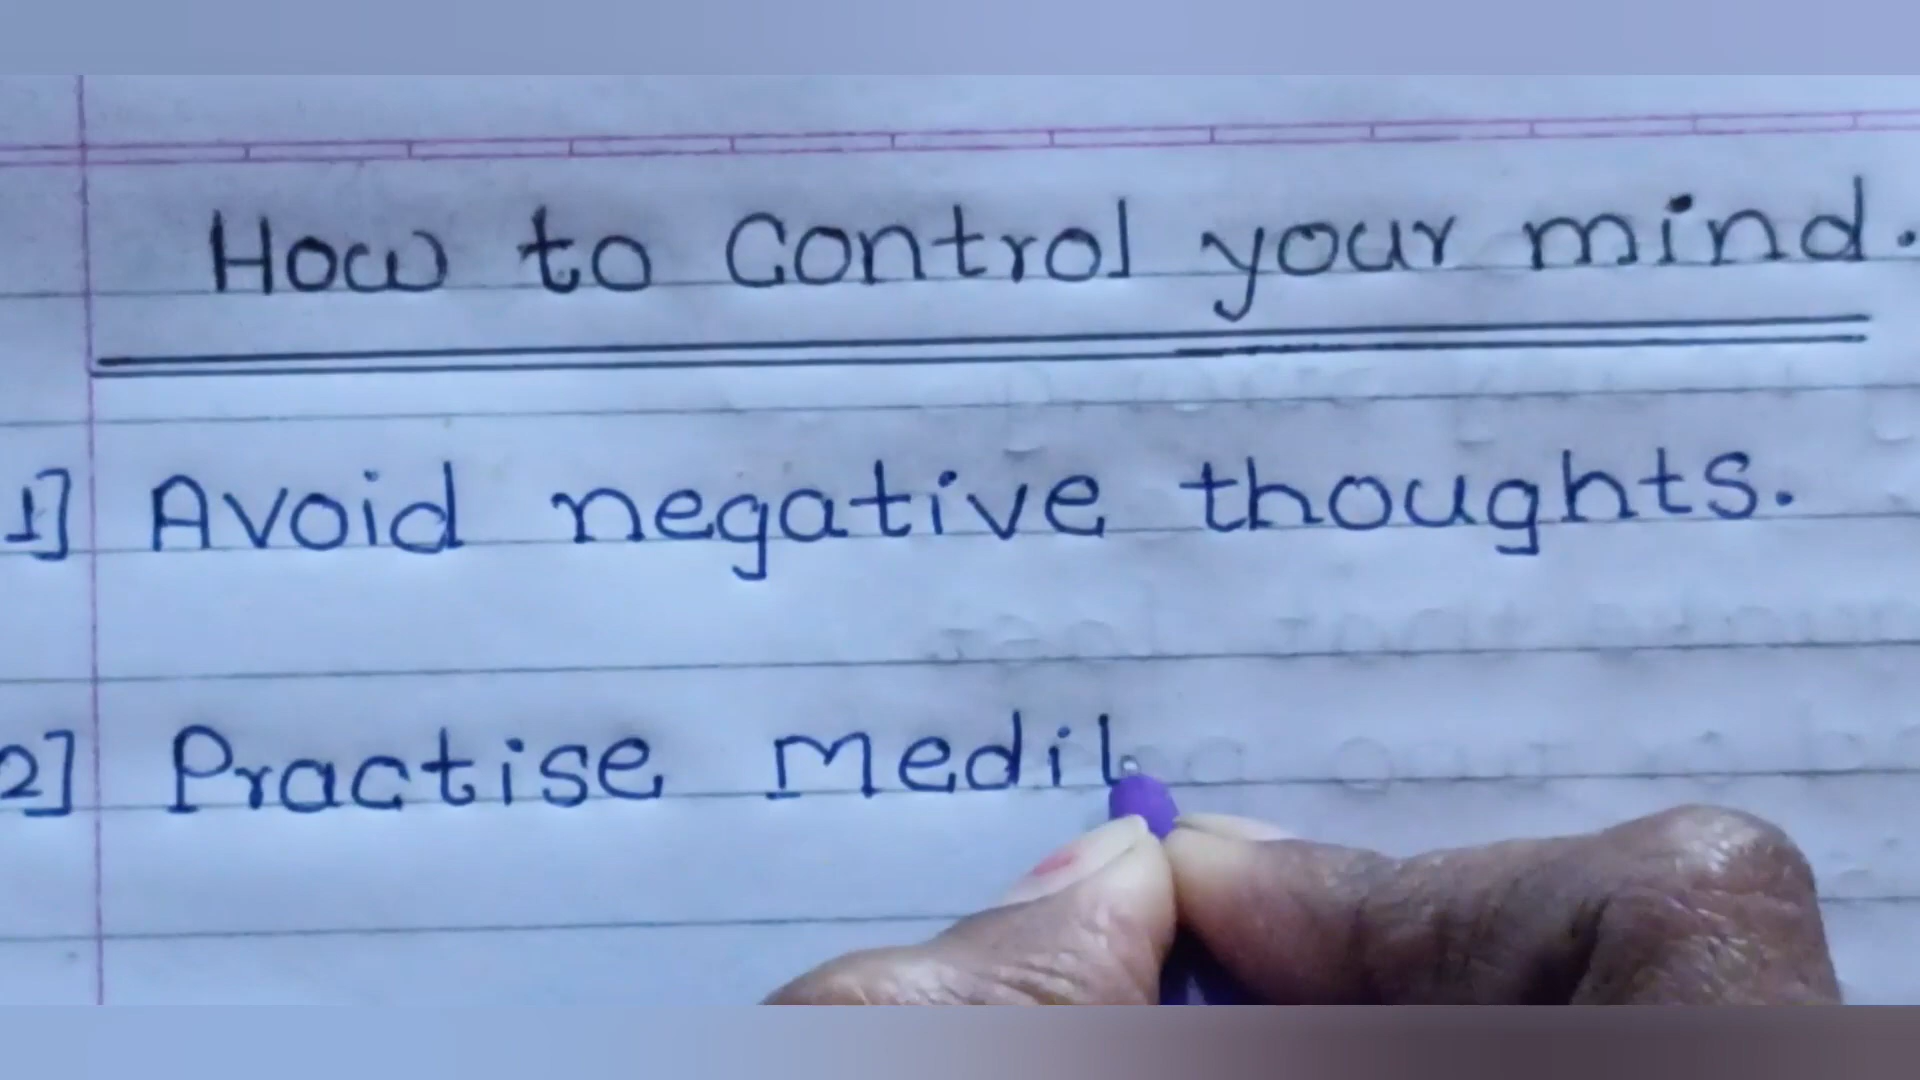 How to Control your mind.
1] Avoid negative thoughts.
2] Practise medit